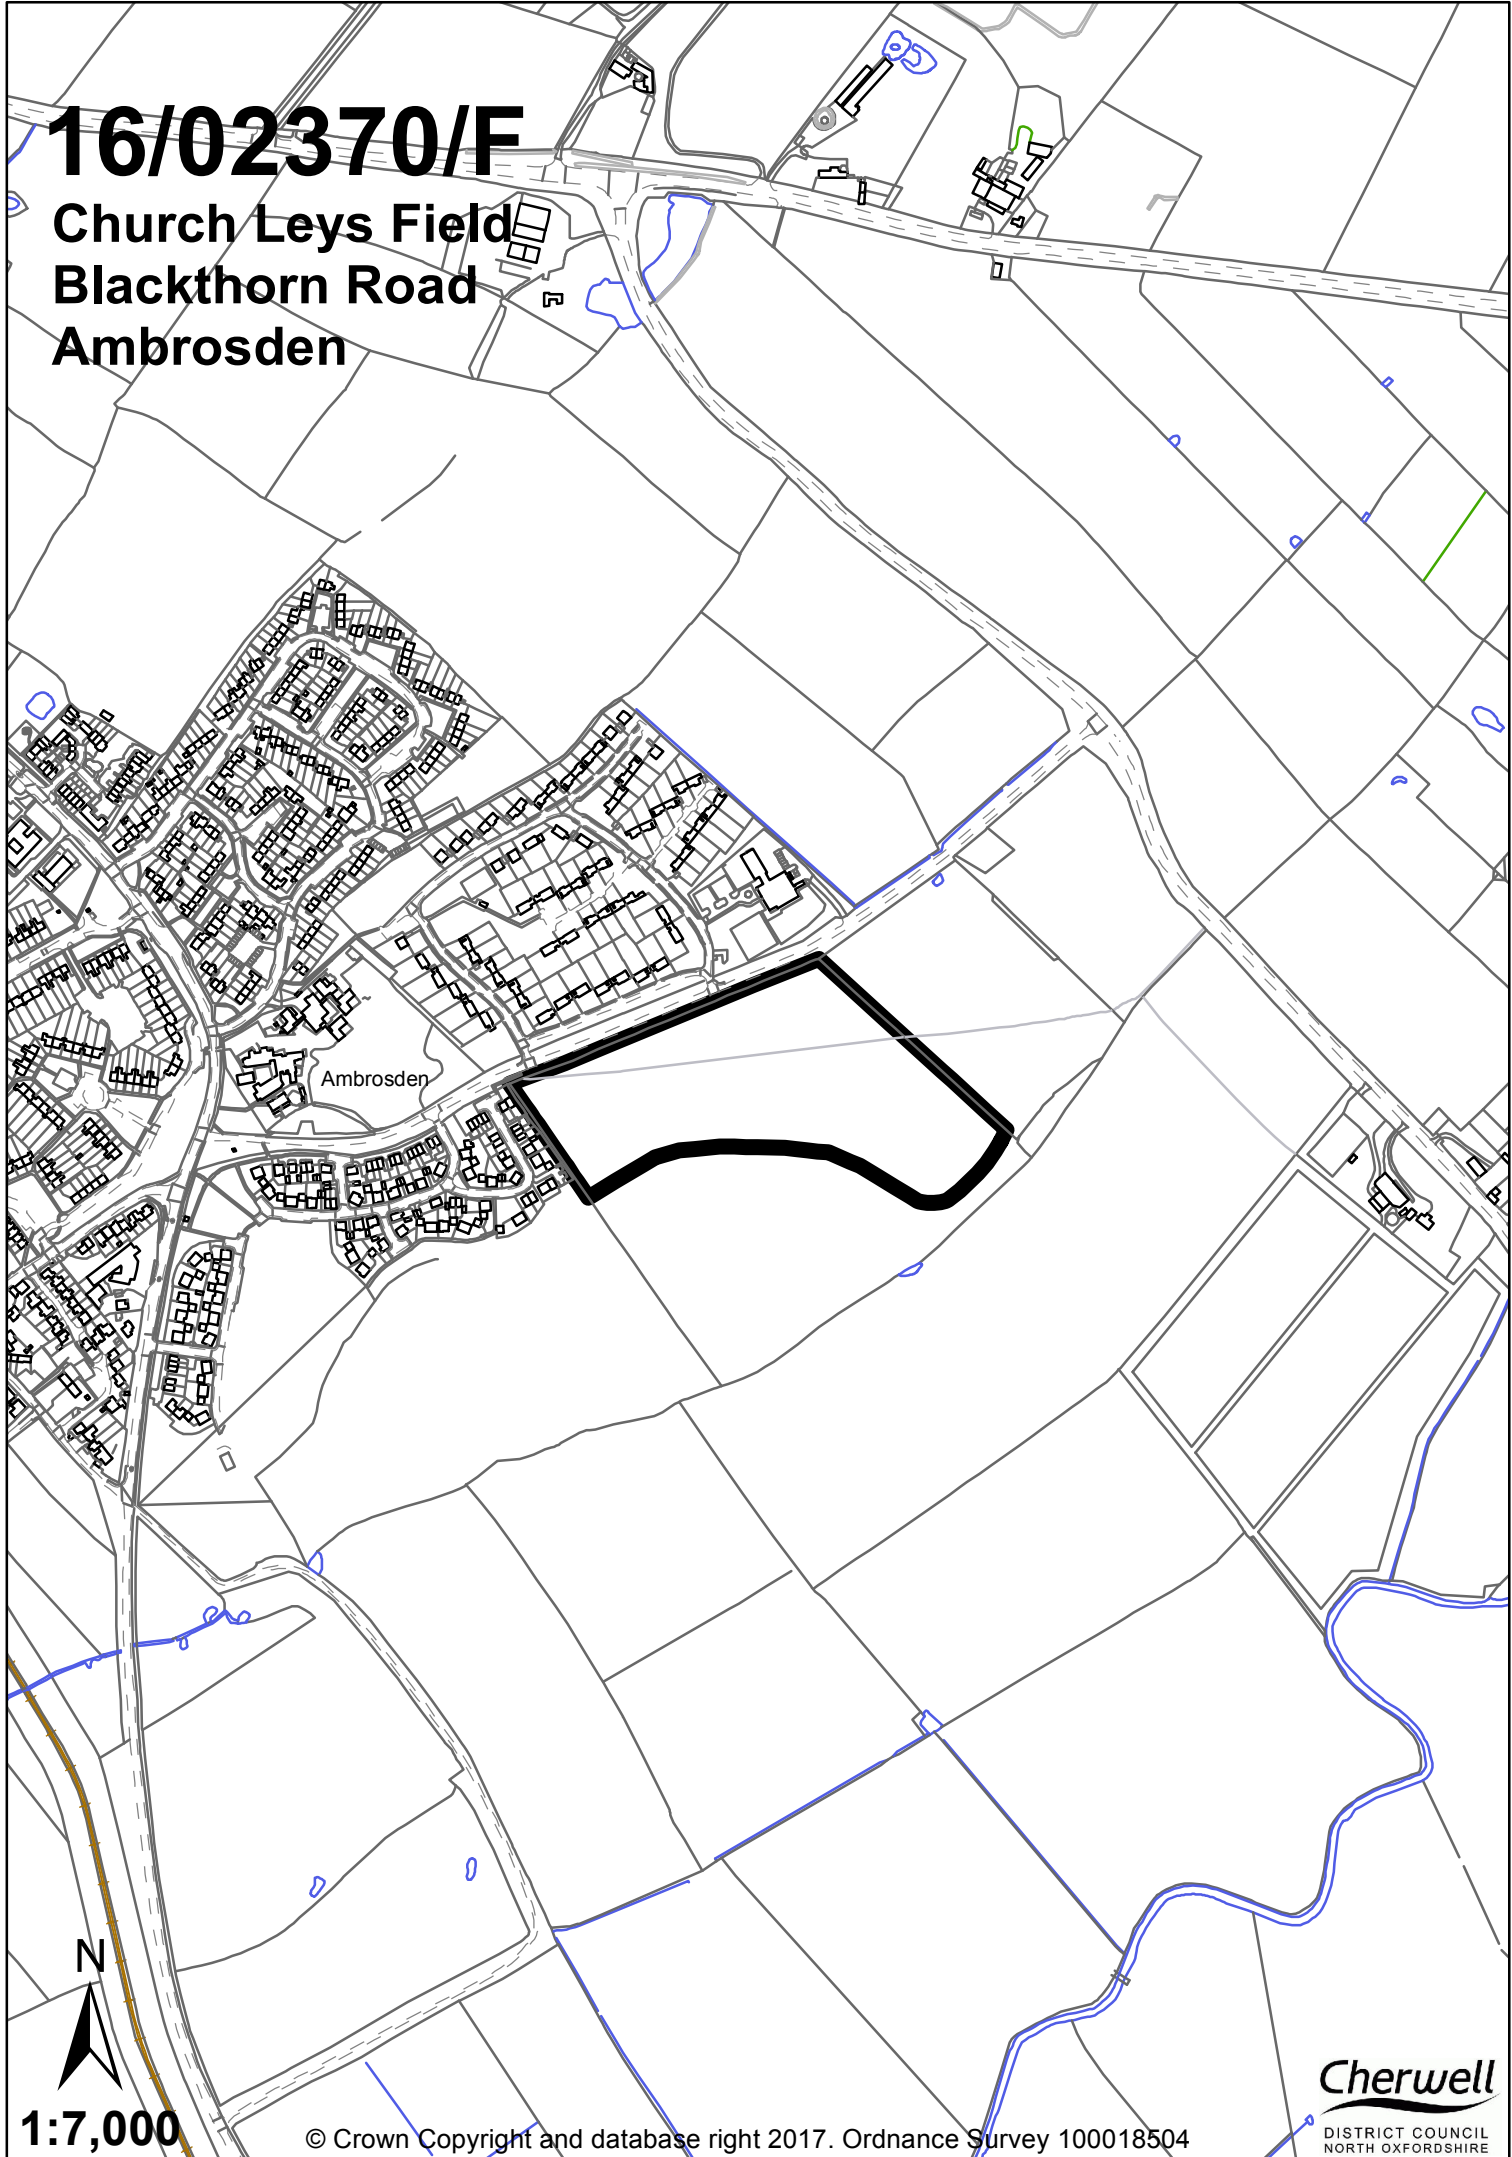 16/02370/F
Church Leys Field
Blackthorn Road
Ambrosden
Ambrosden
N
1:7,000
© Crown Copyright and database right 2017. Ordnance Survey 100018504
Cherwell
DISTRICT COUNCIL
NORTH OXFORDSHIRE